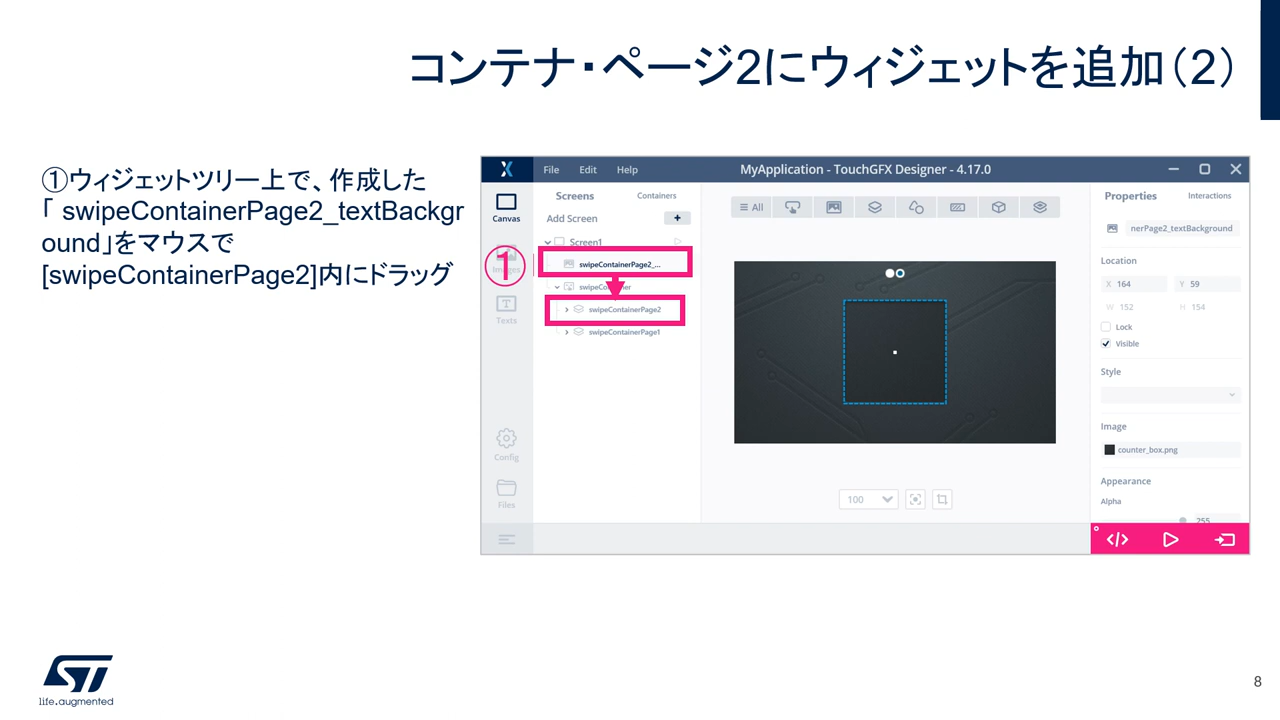 コンテナ・ページ2にウィジェットを追加(2)
①ウィジェットツリー上で、作成した
「 swipeContainerPage2_textBackgr
ound」をマウスで
[swipeContainerPage2]内にドラッグ
File Edit Help MyApplication - TouchGFX Designer - 4.17.0
Canvas
Images
Texts
Config
Files
Screens Containers
Add Screen +
Screen1
swipeContainerPage2_...
swipeContainer
swipeContainerPage2
swipeContainerPage1
1
All
100
Properties Interactions
nerPage2_textBackground
Location
X 164 Y 59
W 152 H 154
Lock
Visible
Style
Image
counter_box.png
Appearance
Alpha
255
ST
life.augmented
8